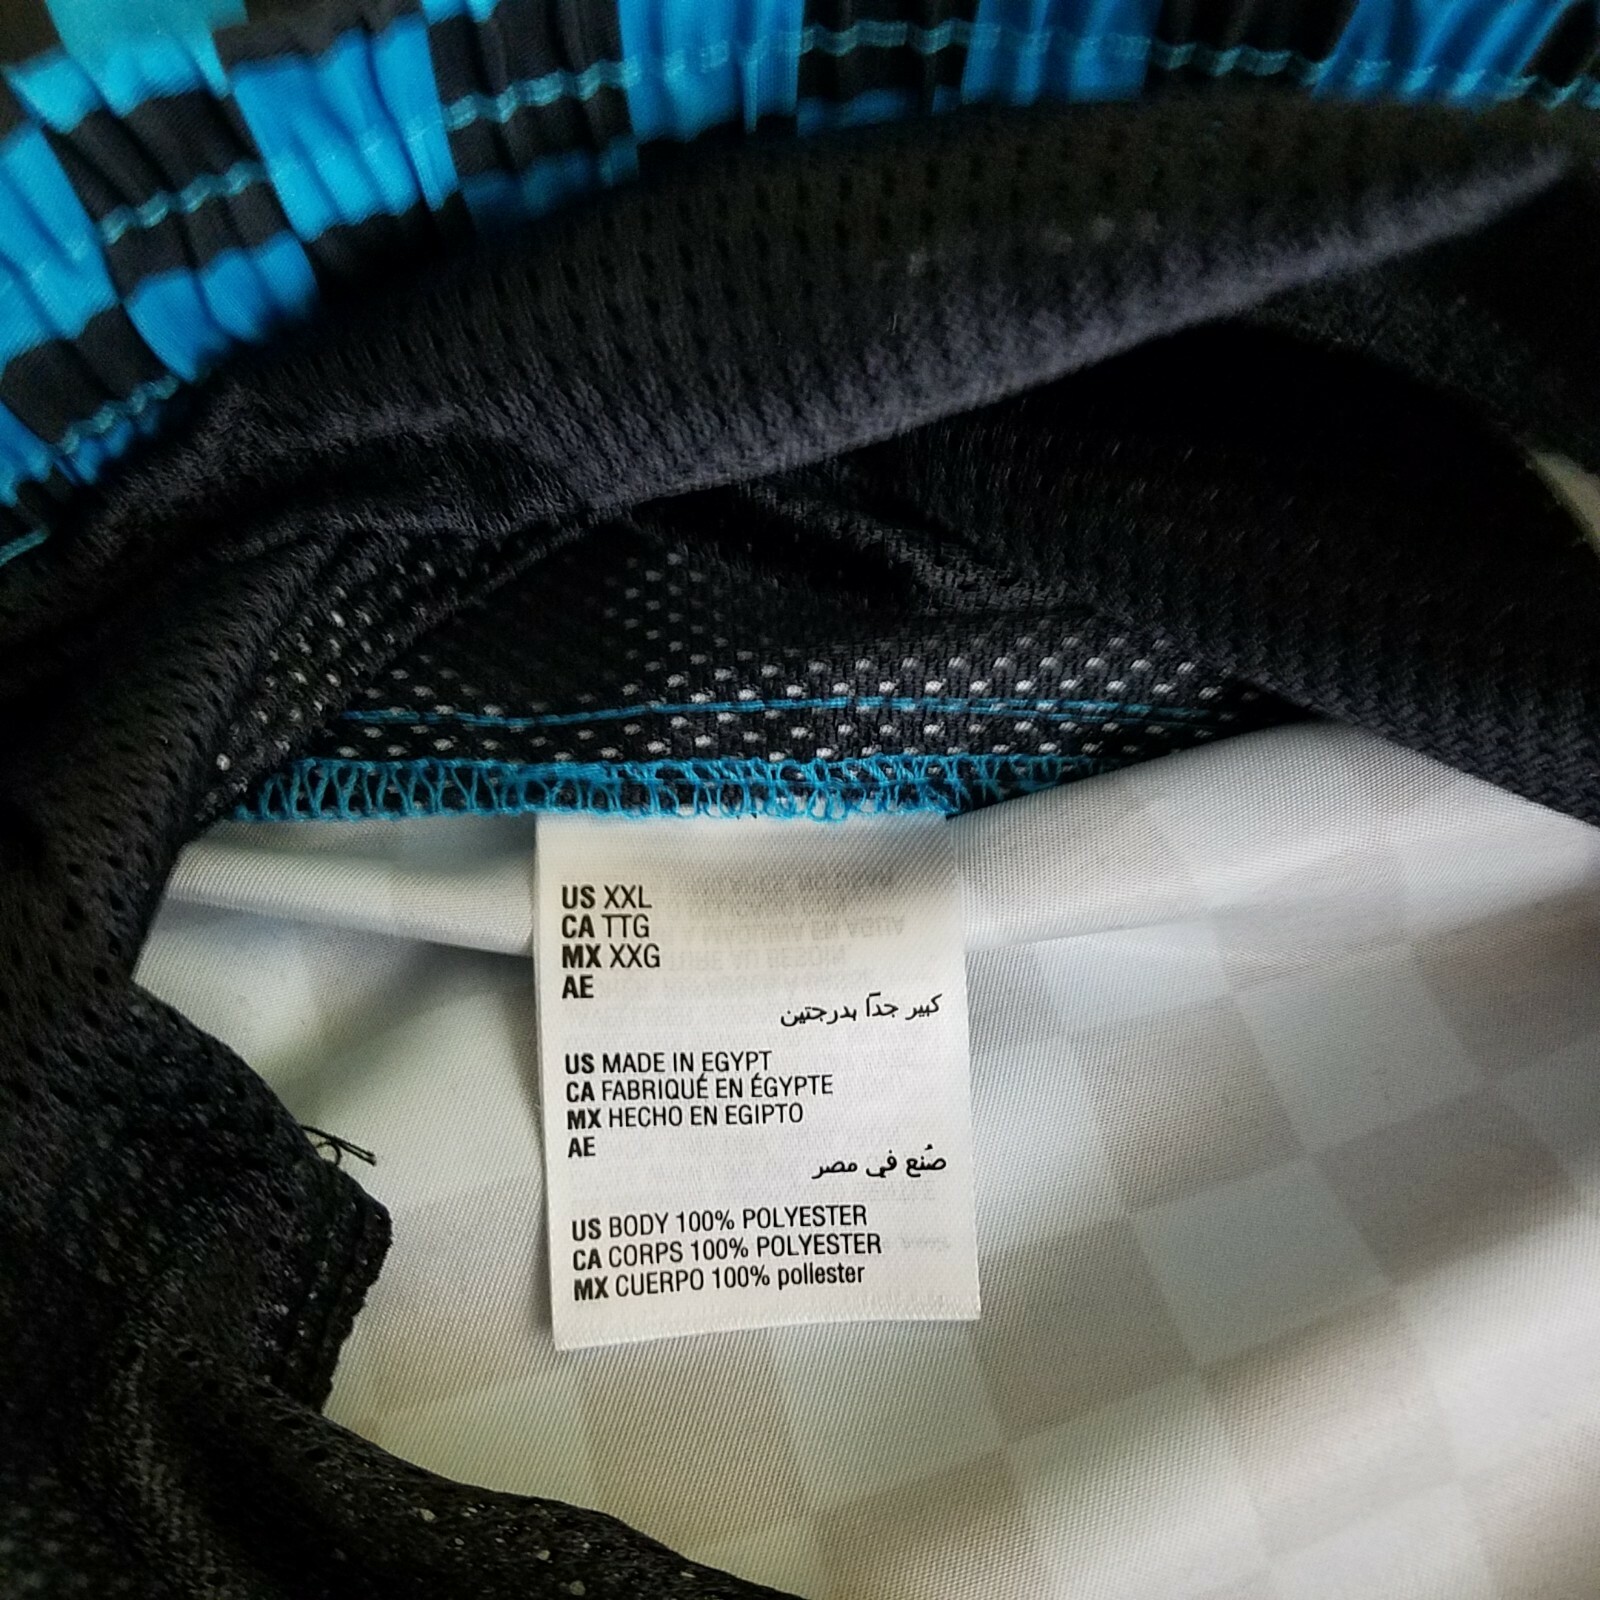 US XXL
CA TTG
MX XXG
AE
كبير جداً بدرجتين
US MADE IN EGYPT
CA FABRIQUÉ EN ÉGYPTE
MX HECHO EN EGIPTO
AE
صُنع في مصر
US BODY 100% POLYESTER
CA CORPS 100% POLYESTER
MX CUERPO 100% poliester